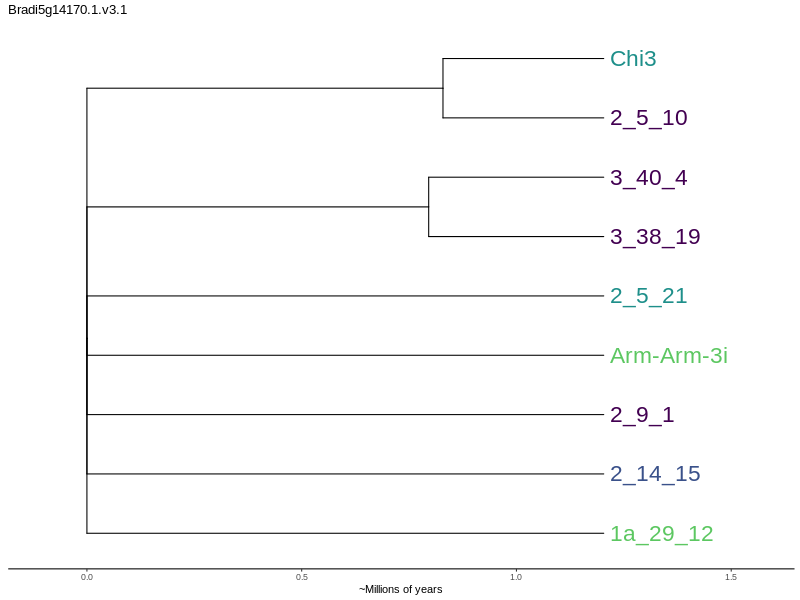 Bradi5g14170.1.v3.1
Chi3
2_5_10
3_40_4
3_38_19
2_5_21
Arm-Arm-3i
2_9_1
2_14_15
1a_29_12
0.0 0.5 1.0 1.5
~Millions of years